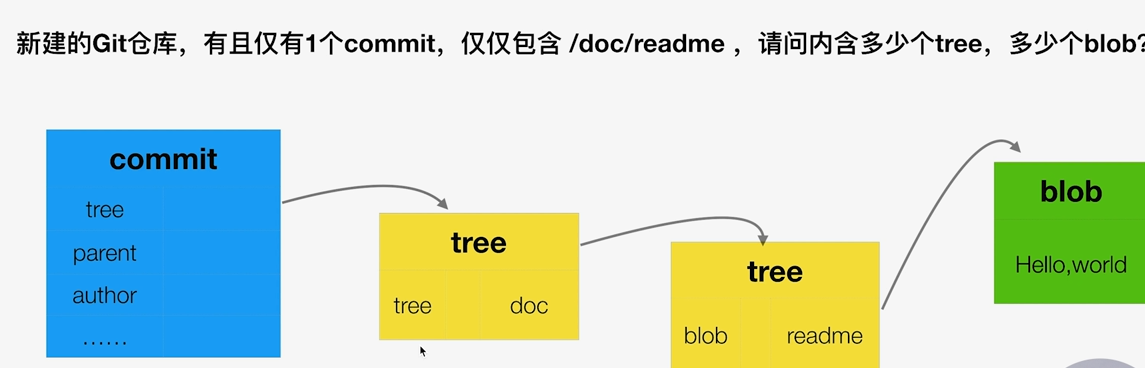 新建的Git仓库，有且仅有1个commit，仅仅包含 /doc/readme ，请问内含多少个tree，多少个blob?
commit
tree
parent
author
……
tree
tree doc
tree
blob readme
blob
Hello,world